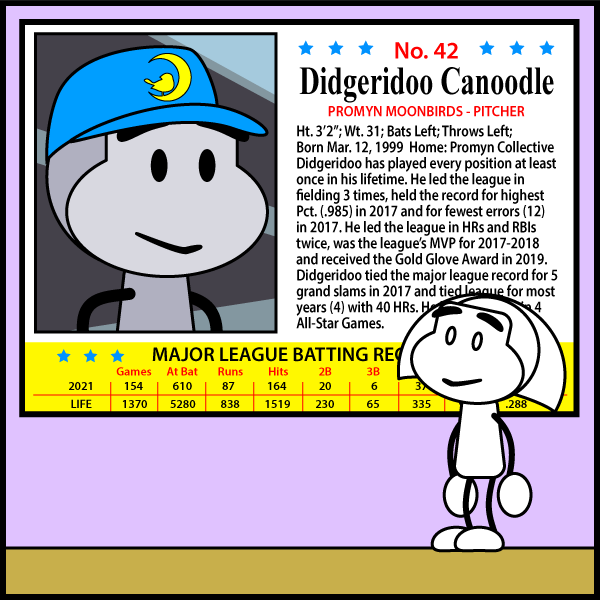 No. 42
Didgeridoo Canoodle
PROMYN MOONBIRDS - PITCHER
Ht. 3’2”; Wt. 31; Bats Left; Throws Left;
Born Mar. 12, 1999 Home: Promyn Collective
Didgeridoo has played every position at least
once in his lifetime. He led the league in
fielding 3 times, held the record for highest
Pct. (.985) in 2017 and for fewest errors (12)
in 2017. He led the league in HRs and RBIs
twice, was the league’s MVP for 2017-2018
and received the Gold Glove Award in 2019.
Didgeridoo tied the major league record for 5
grand slams in 2017 and tied league for most
years (4) with 40 HRs. 4
All-Star Games.
MAJOR LEAGUE BATTING
Games At Bat Runs Hits 2B 3B
2021 154 610 87 164 20 6
LIFE 1370 5280 838 1519 230 65 335 .288